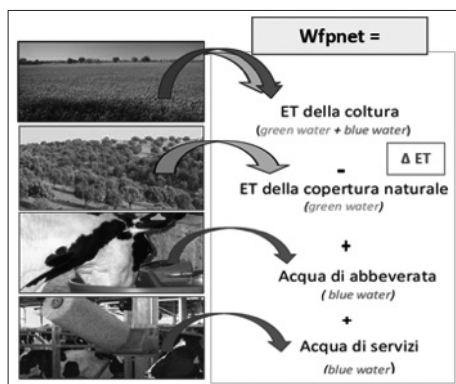 Wfpnet =
ET della coltura
(green water + blue water)
-
Δ ET
ET della copertura naturale
(green water)
+
Acqua di abbeverata
( blue water)
+
Acqua di servizi
(blue water)